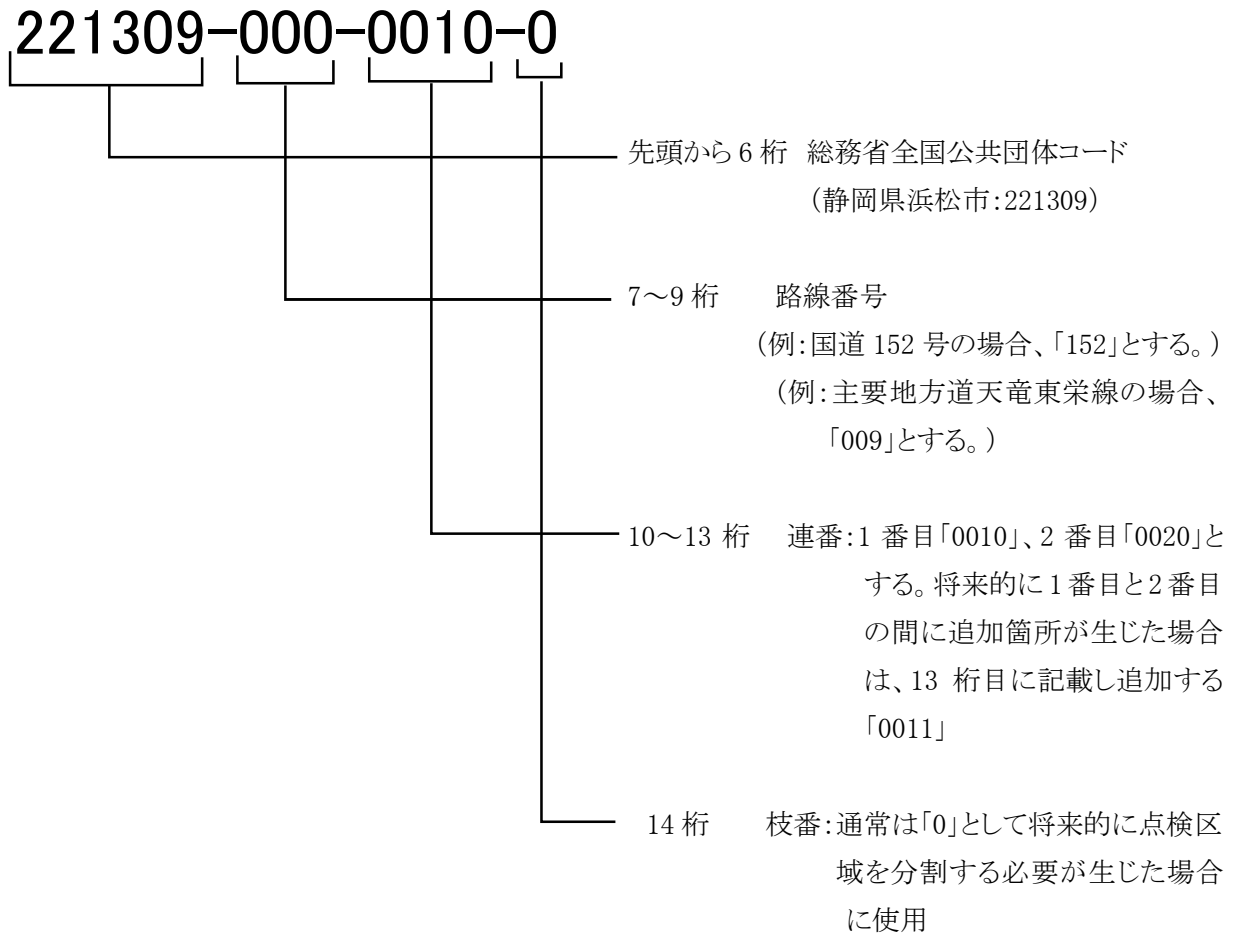 221309-000-0010-0
先頭から6桁 総務省全国公共団体コード
（静岡県浜松市：221309）
7～9桁 路線番号
（例：国道152号の場合、「152」とする。）
（例：主要地方道天竜東栄線の場合、
「009」とする。）
10～13桁 連番：1番目「0010」、2番目「0020」と
する。将来的に1番目と2番目
の間に追加箇所が生じた場合
は、13桁目に記載し追加する
「0011」
14桁 枝番：通常は「0」として将来的に点検区
域を分割する必要が生じた場合
に使用